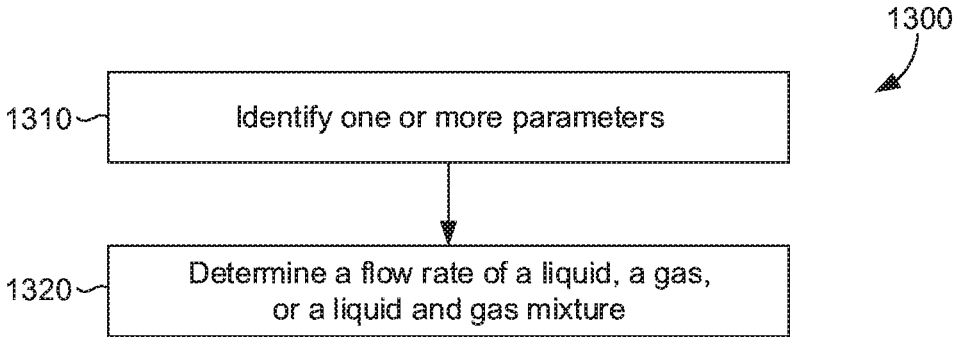 1300
1310
Identify one or more parameters
1320
Determine a flow rate of a liquid, a gas,
or a liquid and gas mixture